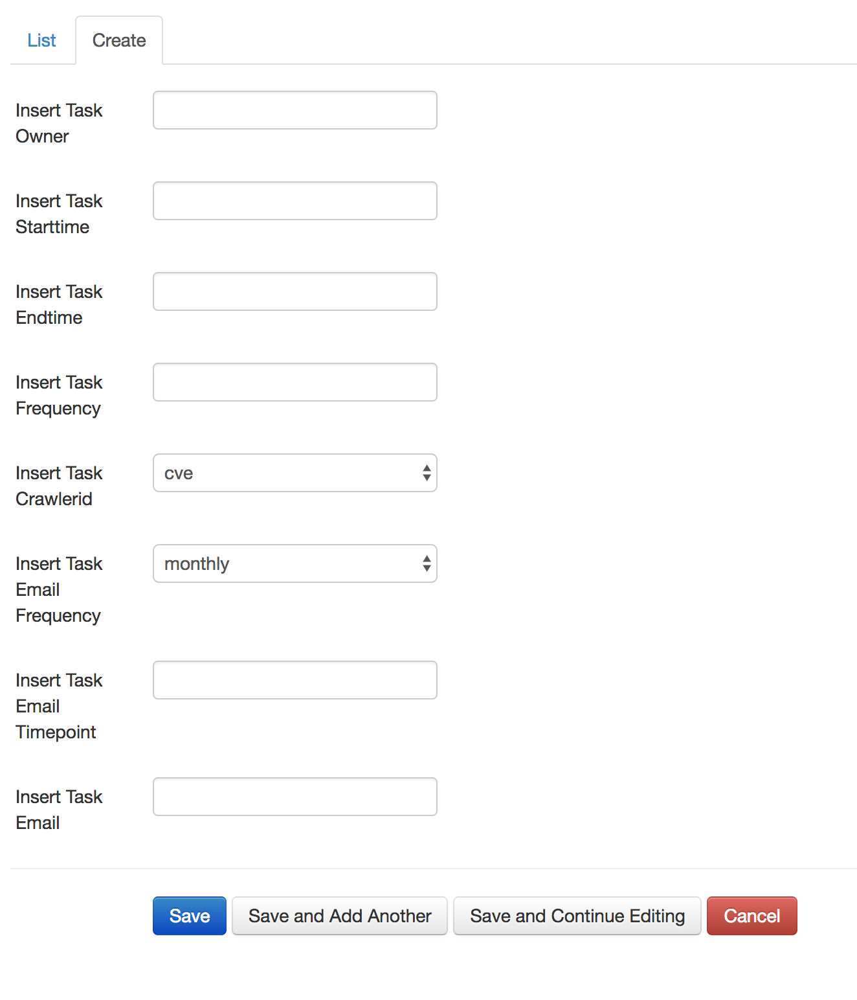 List
Create
Insert Task
Owner
Insert Task
Starttime
Insert Task
Endtime
Insert Task
Frequency
Insert Task
Crawlerid
cve
Insert Task
Email
Frequency
monthly
Insert Task
Email
Timepoint
Insert Task
Email
Save
Save and Add Another
Save and Continue Editing
Cancel